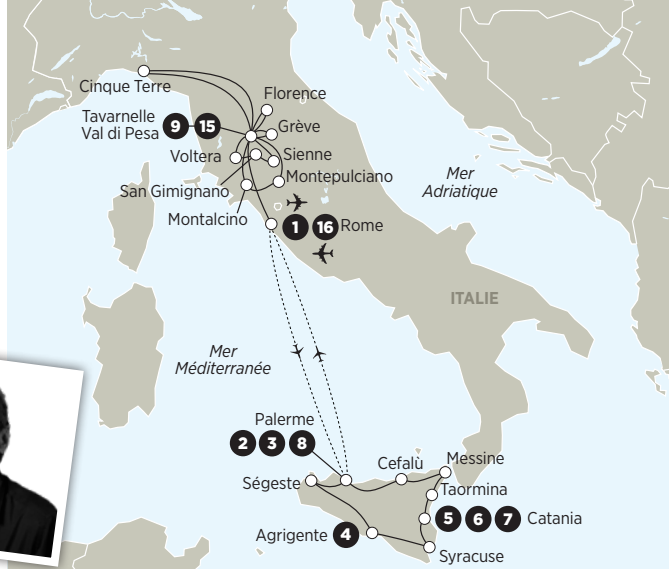 Cinque Terre
Florence
Tavarnelle
Val di Pesa
9 15
Grève
Voltera
Sienne
San Gimignano
Montepulciano
Montalcino
1 16 Rome
Mer
Adriatique
ITALIE
Mer
Méditerranée
Palerme
2 3 8
Cefalù
Messine
Ségeste
Taormina
5 6 7 Catania
Agrigente 4
Syracuse